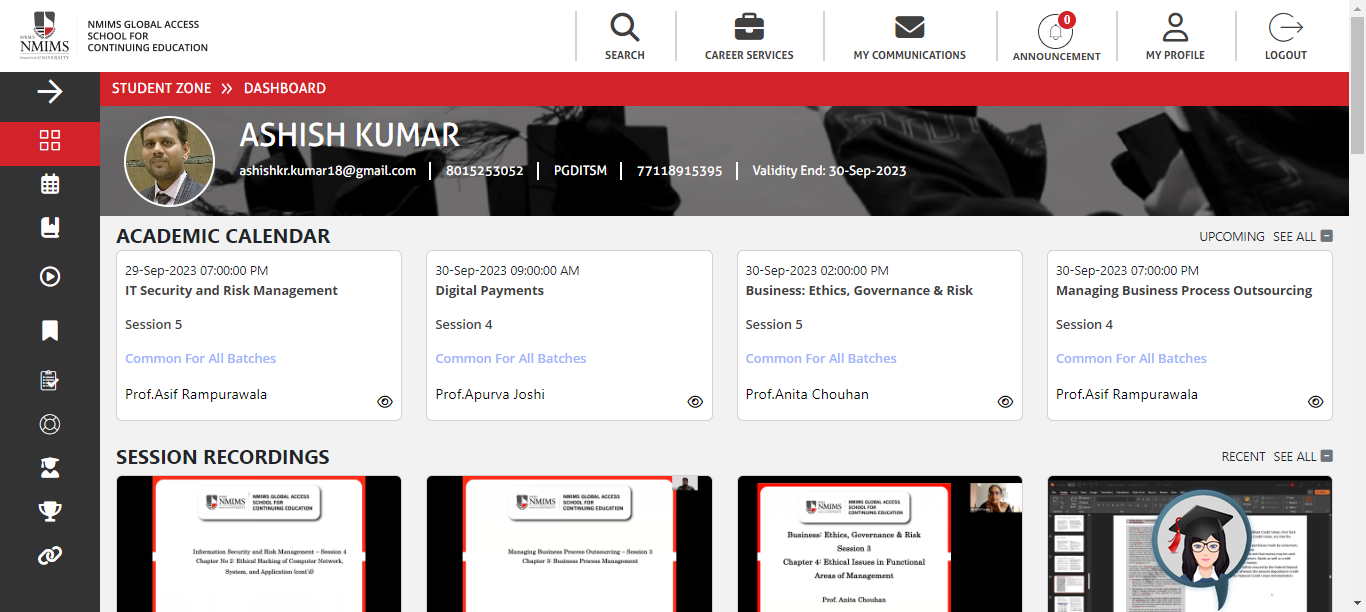 SVKM'S
NMIMS
NMIMS GLOBAL ACCESS
SCHOOL FOR
CONTINUING EDUCATION
SEARCH
CAREER SERVICES
MY COMMUNICATIONS
0
ANNOUNCEMENT
MY PROFILE
LOGOUT
STUDENT ZONE » DASHBOARD
ASHISH KUMAR
ashishkr.kumar18@gmail.com | 8015253052 | PGDITSM | 77118915395 | Validity End: 30-Sep-2023
ACADEMIC CALENDAR
UPCOMING SEE ALL
29-Sep-2023 07:00:00 PM
IT Security and Risk Management
Session 5
Common For All Batches
Prof.Asif Rampurawala
30-Sep-2023 09:00:00 AM
Digital Payments
Session 4
Common For All Batches
Prof.Apurva Joshi
30-Sep-2023 02:00:00 PM
Business: Ethics, Governance & Risk
Session 5
Common For All Batches
Prof.Anita Chouhan
30-Sep-2023 07:00:00 PM
Managing Business Process Outsourcing
Session 4
Common For All Batches
Prof.Asif Rampurawala
SESSION RECORDINGS
RECENT SEE ALL
NMIMS
NMIMS GLOBAL ACCESS
SCHOOL FOR
CONTINUING EDUCATION
Information Security and Risk Management – Session 4
Chapter No 2: Ethical Hacking of Computer Network,
System, and Application (cont'd)
NMIMS
NMIMS GLOBAL ACCESS
SCHOOL FOR
CONTINUING EDUCATION
Managing Business Process Outsourcing – Session 3
Chapter 3: Business Process Management
NMIMS
NMIMS GLOBAL ACCESS
SCHOOL FOR
CONTINUING EDUCATION
Business: Ethics, Governance & Risk
Session 3
Chapter 4: Ethical Issues in Functional
Areas of Management
Prof. Anita Chouhan